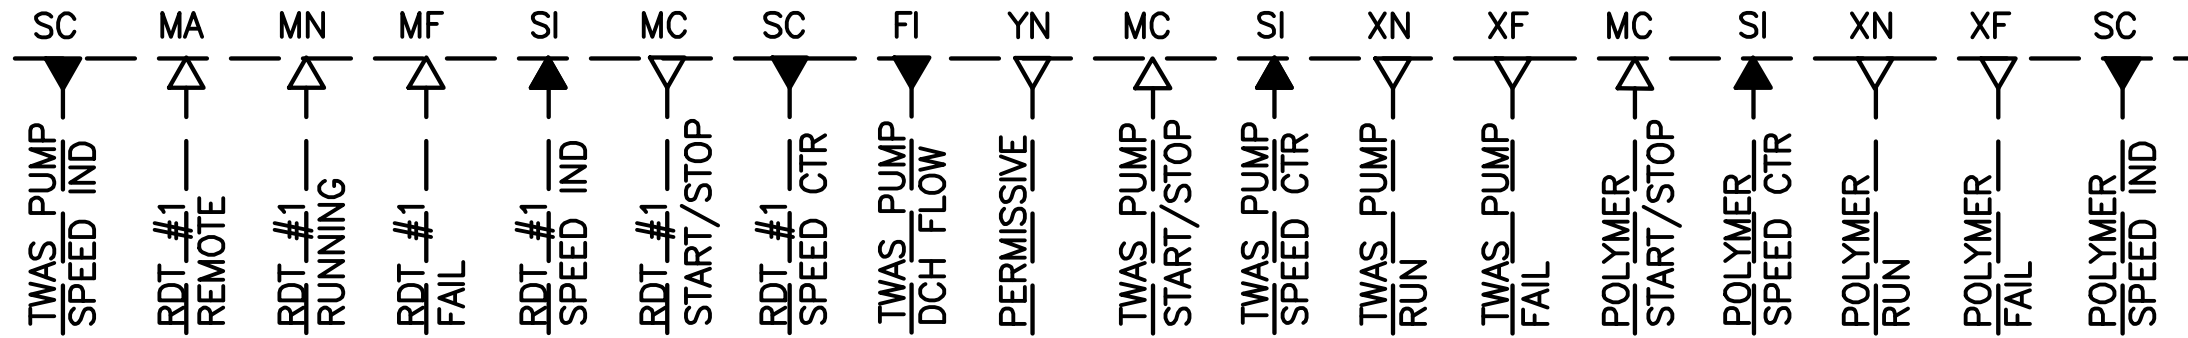 SC MA MN MF SI MC SC FI YN MC SI XN XF MC SI XN XF SC
TWAS PUMP
SPEED IND
RDT #1
REMOTE
RDT #1
RUNNING
RDT #1
FAIL
RDT #1
SPEED IND
RDT #1
START/STOP
RDT #1
SPEED CTR
TWAS PUMP
DCH FLOW
PERMISSIVE
TWAS PUMP
START/STOP
TWAS PUMP
SPEED CTR
TWAS PUMP
RUN
TWAS PUMP
FAIL
POLYMER
START/STOP
POLYMER
SPEED CTR
POLYMER
RUN
POLYMER
FAIL
POLYMER
SPEED IND